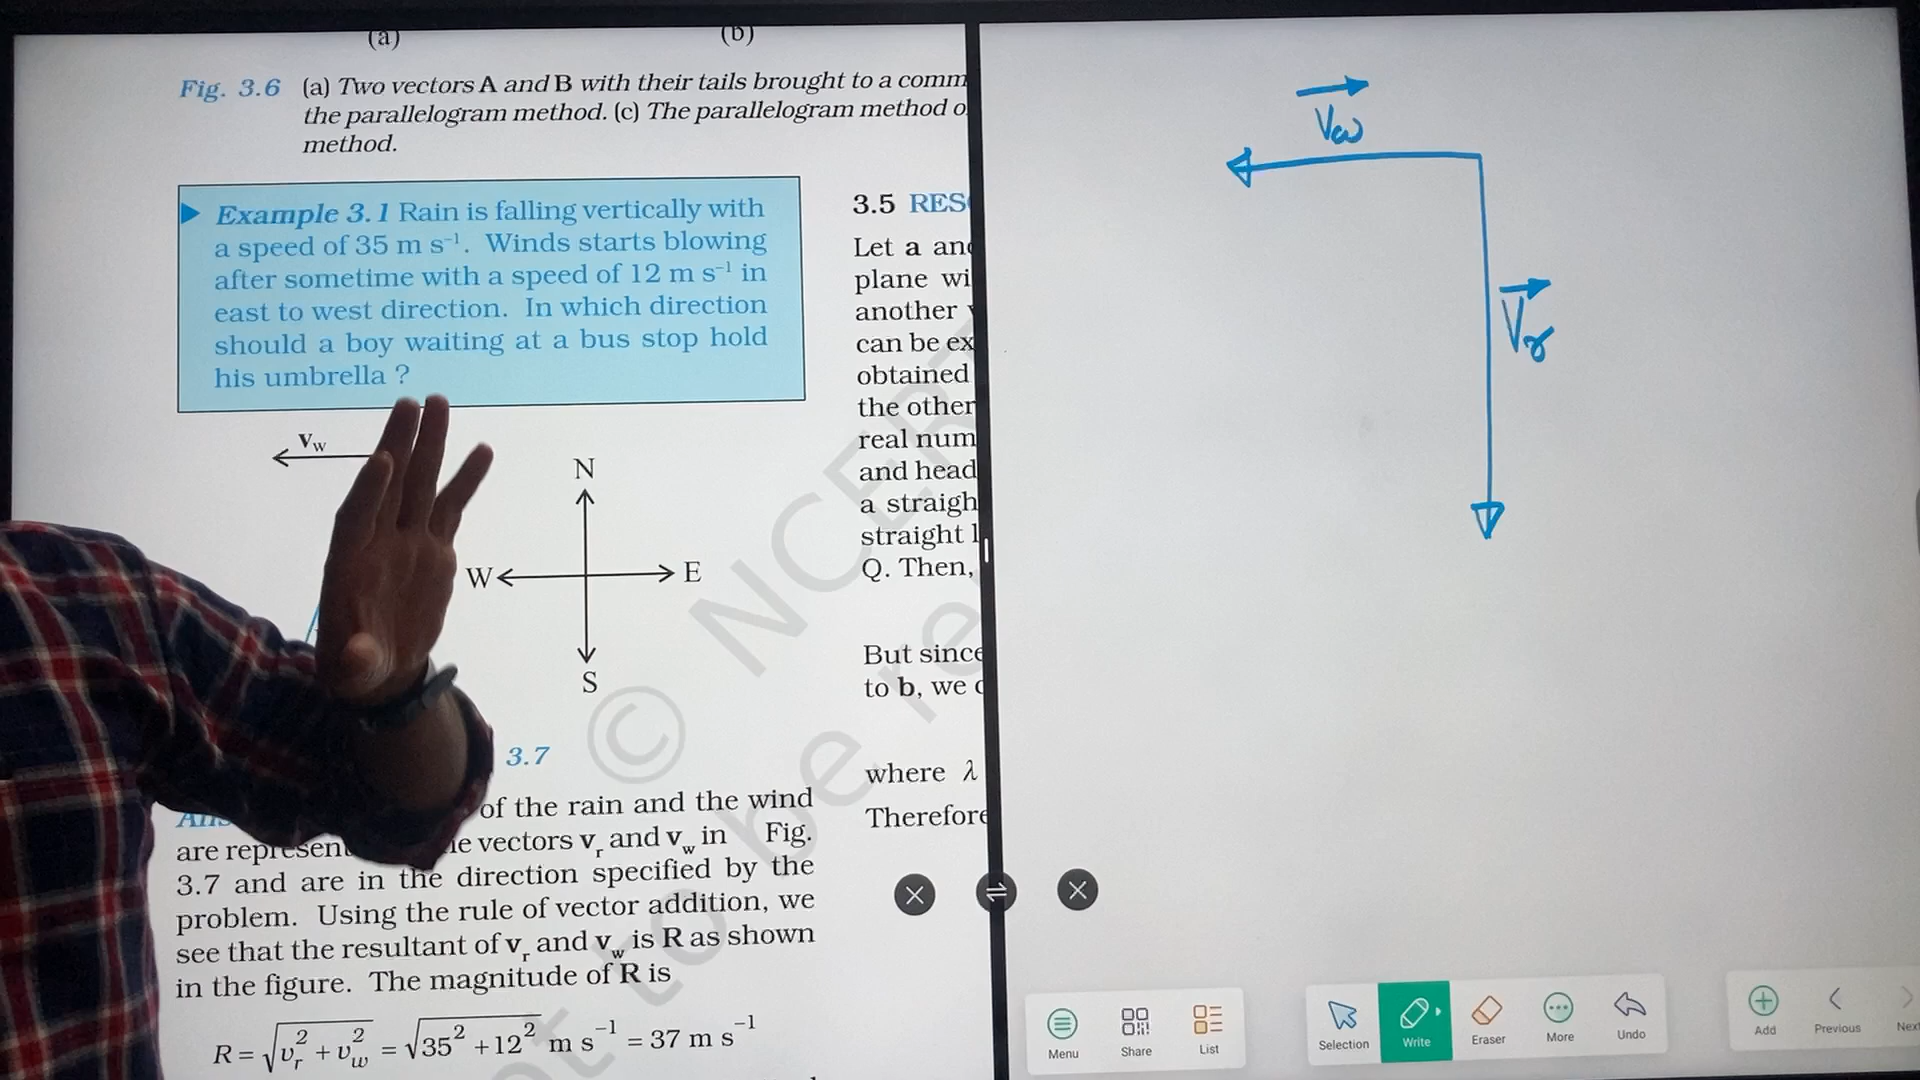 (a) (b)
Fig. 3.6 (a) Two vectors A and B with their tails brought to a comm
the parallelogram method. (c) The parallelogram method o
method.
Example 3.1 Rain is falling vertically with
a speed of 35 m s⁻¹. Winds starts blowing
after sometime with a speed of 12 m s⁻¹ in
east to west direction. In which direction
should a boy waiting at a bus stop hold
his umbrella ?
vw
N
W E
S
3.7
of the rain and the wind
are represent vectors vr and vw in Fig.
3.7 and are in the direction specified by the
problem. Using the rule of vector addition, we
see that the resultant of vr and vw is R as shown
in the figure. The magnitude of R is
R = √(vr² + vw²) = √(35² + 12²) m s⁻¹ = 37 m s⁻¹
3.5 RES
Let a and
plane wi
another
can be ex
obtained
the other
real num
and head
a straigh
straight l
Q. Then,
But since
to b, we c
where λ
Therefore
© NCER
to be re
Vw
Vr
Menu Share List Selection Write Eraser More Undo Add Previous Next